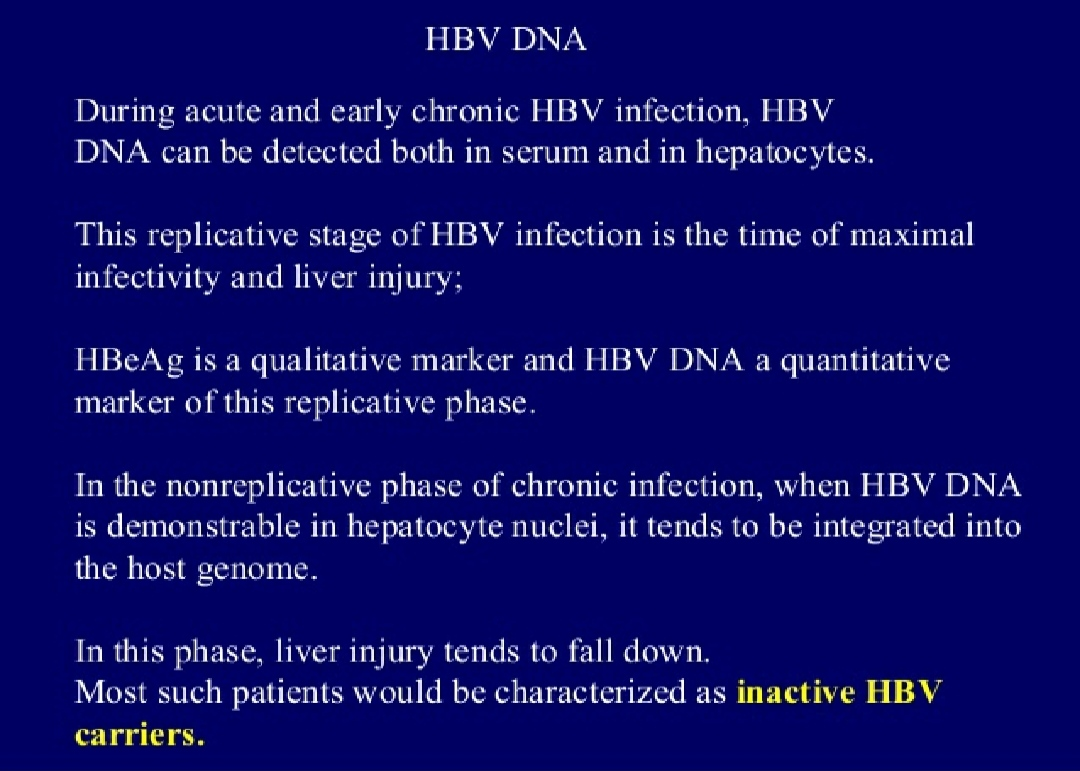 HBV DNA
During acute and early chronic HBV infection, HBV
DNA can be detected both in serum and in hepatocytes.
This replicative stage of HBV infection is the time of maximal
infectivity and liver injury;
HBeAg is a qualitative marker and HBV DNA a quantitative
marker of this replicative phase.
In the nonreplicative phase of chronic infection, when HBV DNA
is demonstrable in hepatocyte nuclei, it tends to be integrated into
the host genome.
In this phase, liver injury tends to fall down.
Most such patients would be characterized as inactive HBV
carriers.